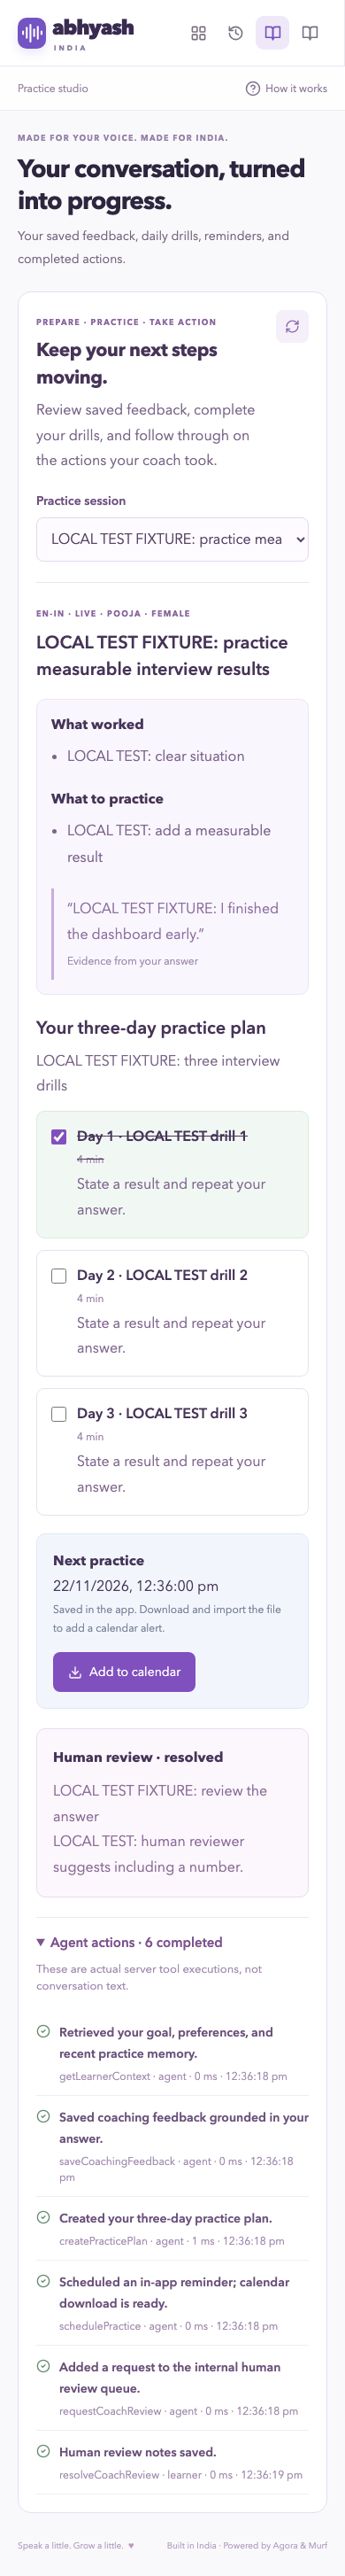 abhyash
INDIA
Practice studio
How it works
MADE FOR YOUR VOICE. MADE FOR INDIA.
Your conversation, turned
into progress.
Your saved feedback, daily drills, reminders, and
completed actions.
PREPARE · PRACTICE · TAKE ACTION
Keep your next steps
moving.
Review saved feedback, complete
your drills, and follow through on
the actions your coach took.
Practice session
LOCAL TEST FIXTURE: practice mea
EN-IN · LIVE · POOJA · FEMALE
LOCAL TEST FIXTURE: practice
measurable interview results
What worked
• LOCAL TEST: clear situation
What to practice
• LOCAL TEST: add a measurable
result
“LOCAL TEST FIXTURE: I finished
the dashboard early.”
Evidence from your answer
Your three-day practice plan
LOCAL TEST FIXTURE: three interview
drills
Day 1 · LOCAL TEST drill 1
4 min
State a result and repeat your
answer.
Day 2 · LOCAL TEST drill 2
4 min
State a result and repeat your
answer.
Day 3 · LOCAL TEST drill 3
4 min
State a result and repeat your
answer.
Next practice
22/11/2026, 12:36:00 pm
Saved in the app. Download and import the file
to add a calendar alert.
Add to calendar
Human review · resolved
LOCAL TEST FIXTURE: review the
answer
LOCAL TEST: human reviewer
suggests including a number.
▼ Agent actions · 6 completed
These are actual server tool executions, not
conversation text.
Retrieved your goal, preferences, and
recent practice memory.
getLearnerContext · agent · 0 ms · 12:36:18 pm
Saved coaching feedback grounded in your
answer.
saveCoachingFeedback · agent · 0 ms · 12:36:18
pm
Created your three-day practice plan.
createPracticePlan · agent · 1 ms · 12:36:18 pm
Scheduled an in-app reminder; calendar
download is ready.
schedulePractice · agent · 0 ms · 12:36:18 pm
Added a request to the internal human
review queue.
requestCoachReview · agent · 0 ms · 12:36:18 pm
Human review notes saved.
resolveCoachReview · learner · 0 ms · 12:36:19 pm
Speak a little. Grow a little. ♥
Built in India · Powered by Agora & Murf